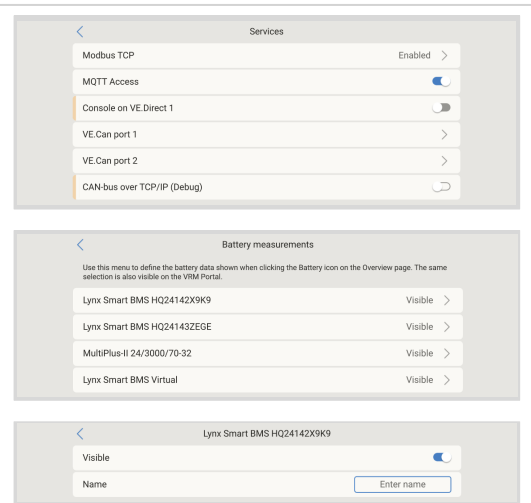 Services
Modbus TCP Enabled
MQTT Access
Console on VE.Direct 1
VE.Can port 1
VE.Can port 2
CAN-bus over TCP/IP (Debug)
Battery measurements
Use this menu to define the battery data shown when clicking the Battery icon on the Overview page. The same
selection is also visible on the VRM Portal.
Lynx Smart BMS HQ24142X9K9 Visible
Lynx Smart BMS HQ24143ZEGE Visible
MultiPlus-II 24/3000/70-32 Visible
Lynx Smart BMS Virtual Visible
Lynx Smart BMS HQ24142X9K9
Visible
Name Enter name